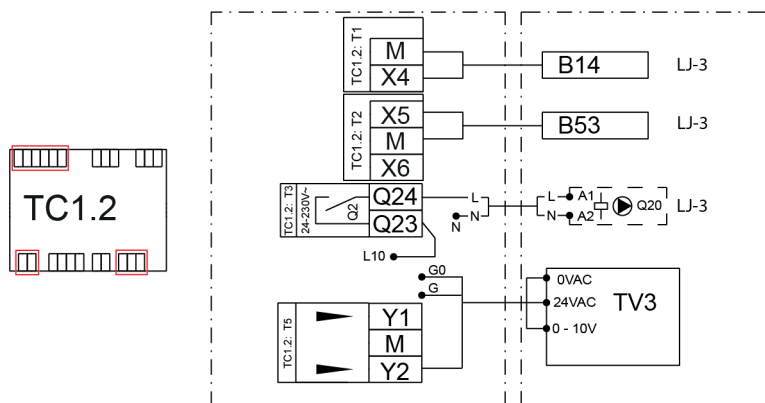 TC1.2
TC1.2: T1
M
X4
B14
LJ-3
TC1.2: T2
X5
M
X6
B53
LJ-3
TC1.2: T3
24-230V~
Q2
Q24
Q23
L
N
N
L10
L
N
A1
A2
Q20
LJ-3
G0
G
TC1.2: T5
Y1
M
Y2
0VAC
24VAC
0 - 10V
TV3